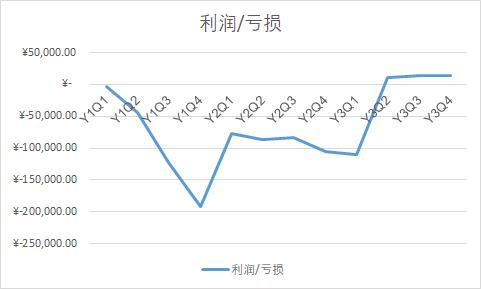 利润/亏损
¥50,000.00
¥-
¥-50,000.00
¥-100,000.00
¥-150,000.00
¥-200,000.00
¥-250,000.00
Y1Q1
Y1Q2
Y1Q3
Y1Q4
Y2Q1
Y2Q2
Y2Q3
Y2Q4
Y3Q1
Y3Q2
Y3Q3
Y3Q4
利润/亏损